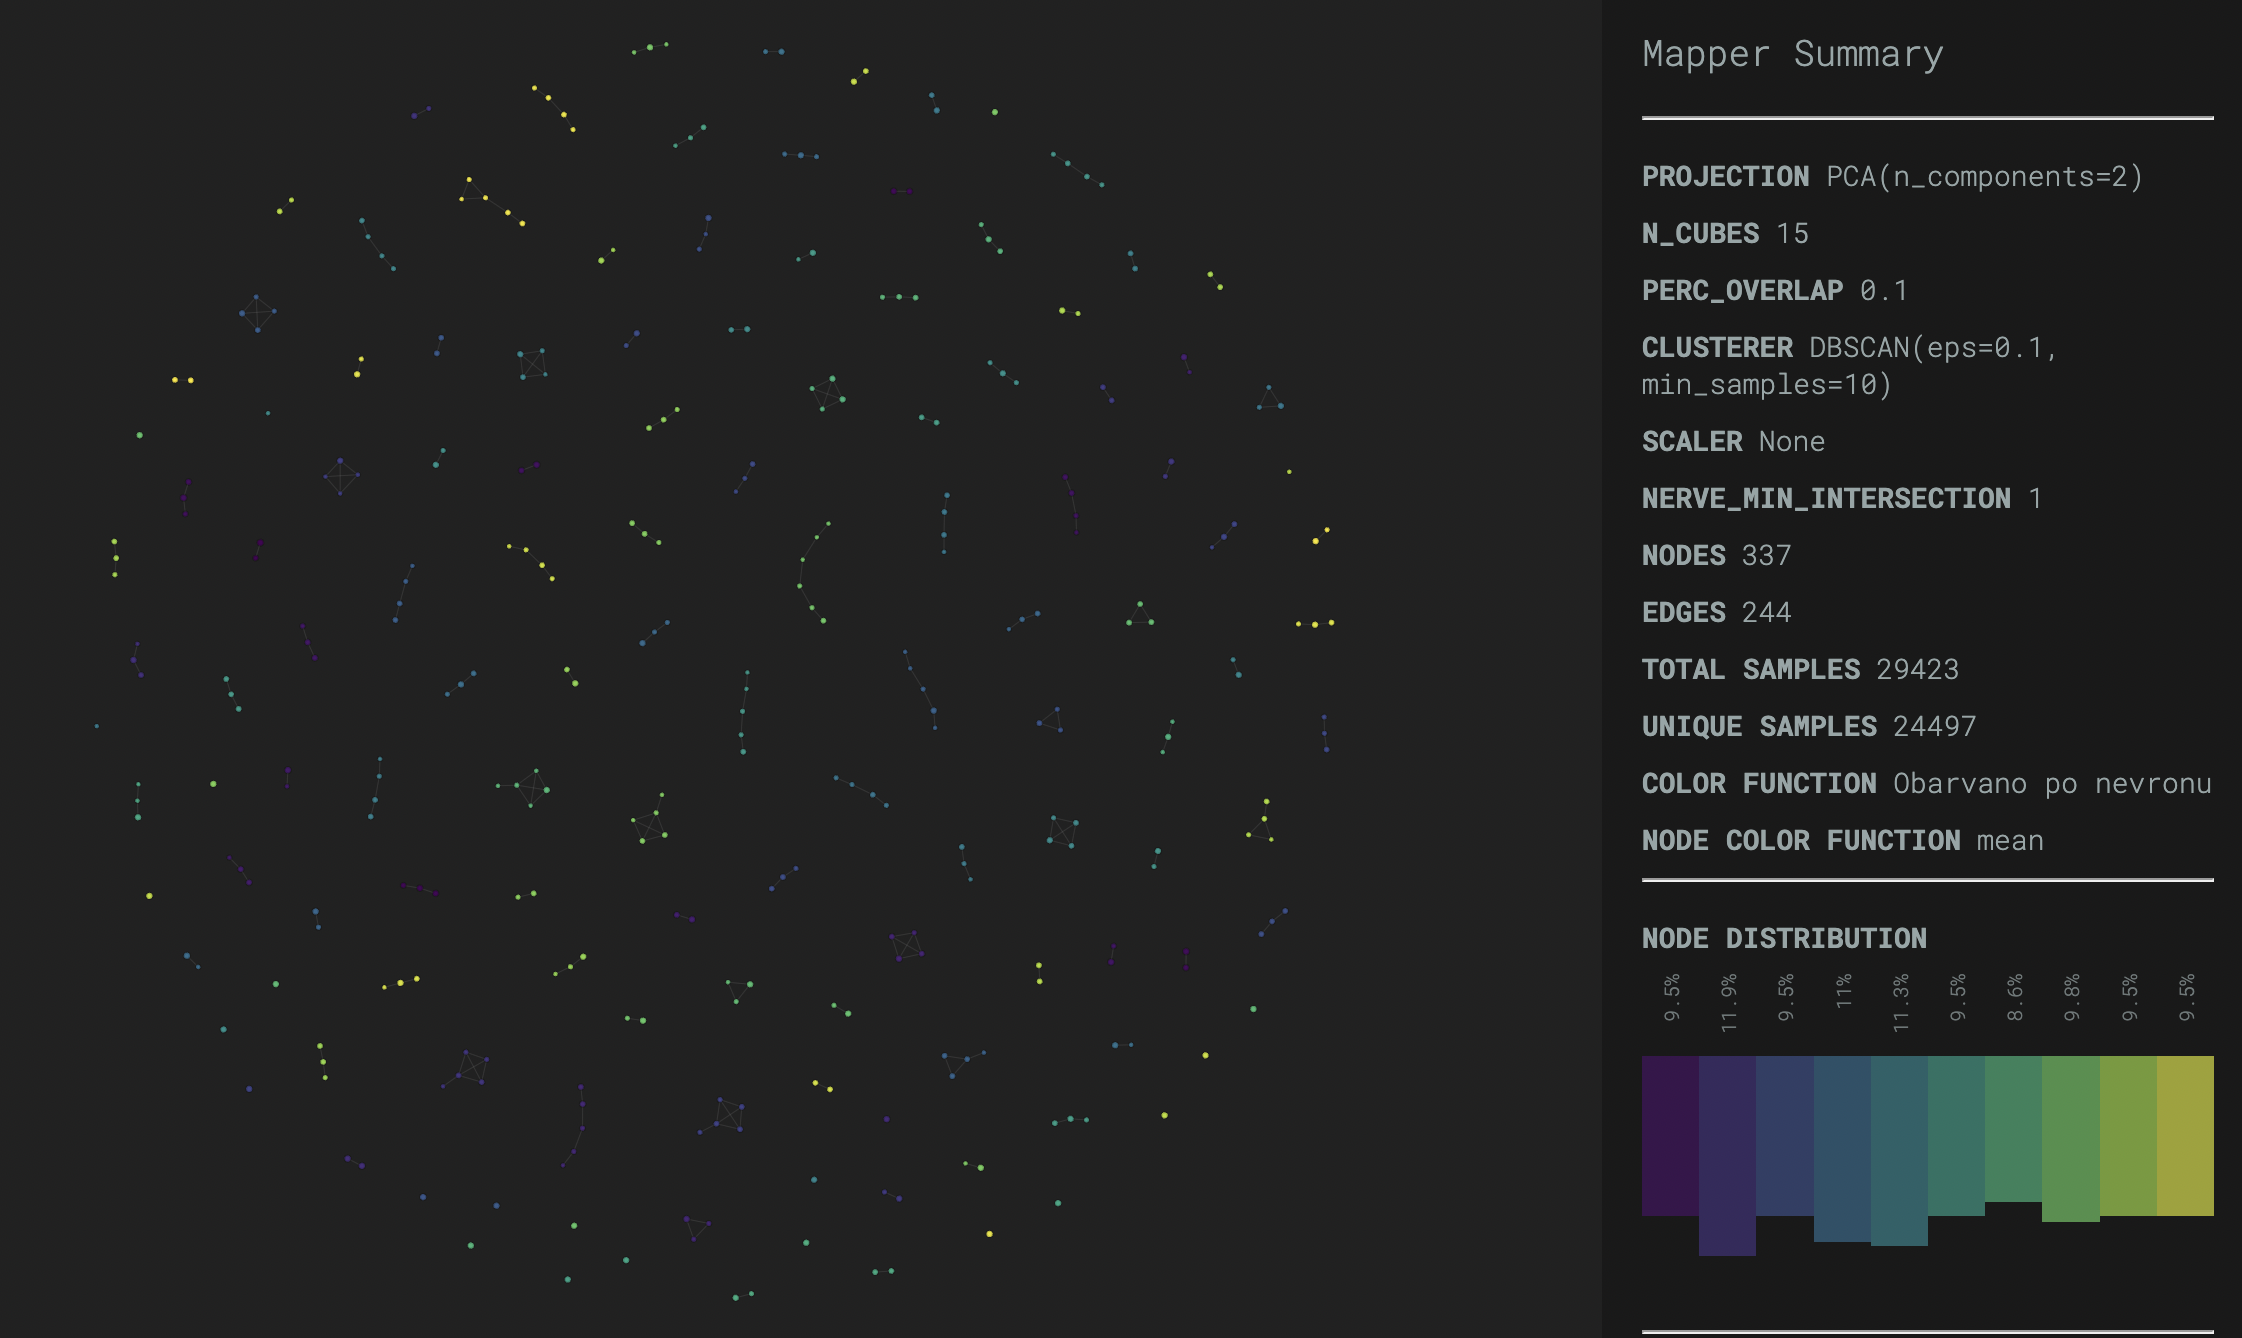 Mapper Summary
PROJECTION PCA(n_components=2)
N_CUBES 15
PERC_OVERLAP 0.1
CLUSTERER DBSCAN(eps=0.1,
min_samples=10)
SCALER None
NERVE_MIN_INTERSECTION 1
NODES 337
EDGES 244
TOTAL SAMPLES 29423
UNIQUE SAMPLES 24497
COLOR FUNCTION Obarvano po nevronu
NODE COLOR FUNCTION mean
NODE DISTRIBUTION
9.5%
11.9%
9.5%
11%
11.3%
9.5%
8.6%
9.8%
9.5%
9.5%